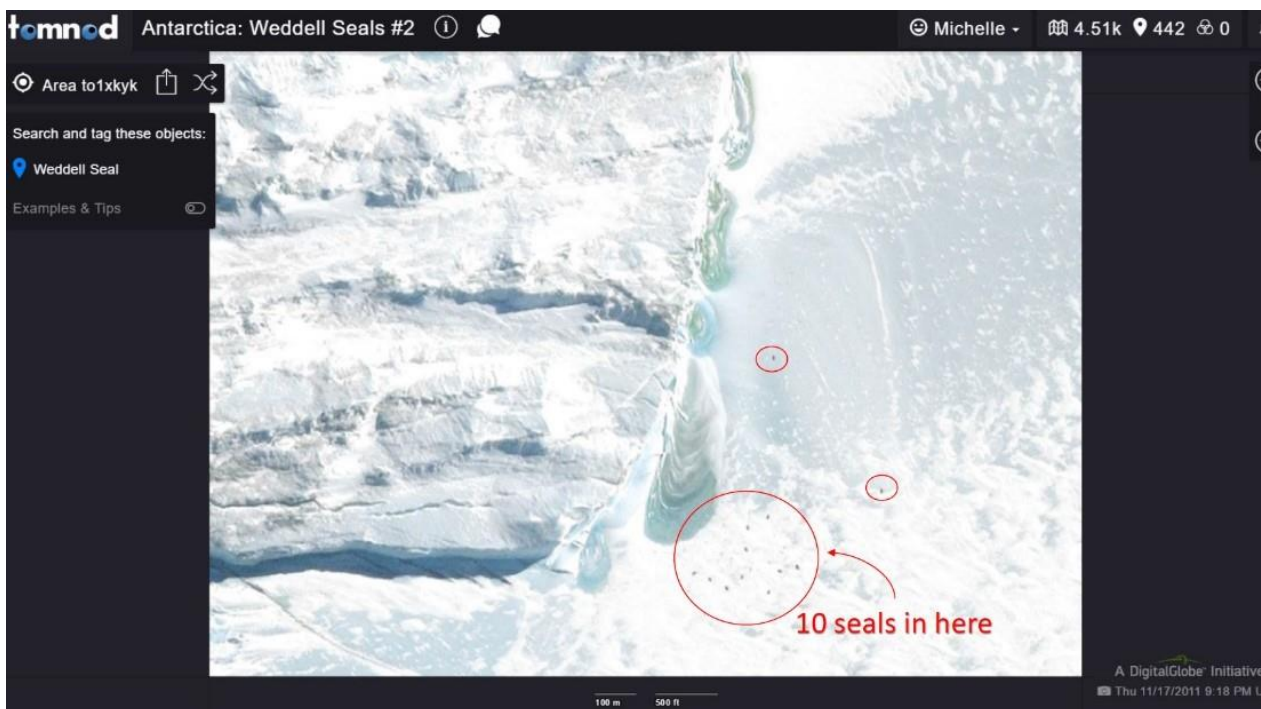 tomnod Antarctica: Weddell Seals #2 Michelle 4.51k 442 0
Area to1xkyk
Search and tag these objects:
Weddell Seal
Examples & Tips
10 seals in here
A DigitalGlobe Initiative
Thu 11/17/2011 9:18 PM
100 m 500 ft